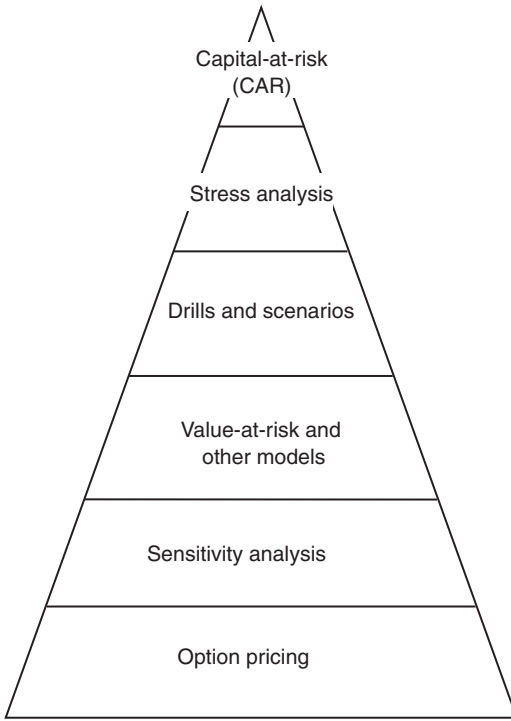 Capital-at-risk
(CAR)
Stress analysis
Drills and scenarios
Value-at-risk and
other models
Sensitivity analysis
Option pricing